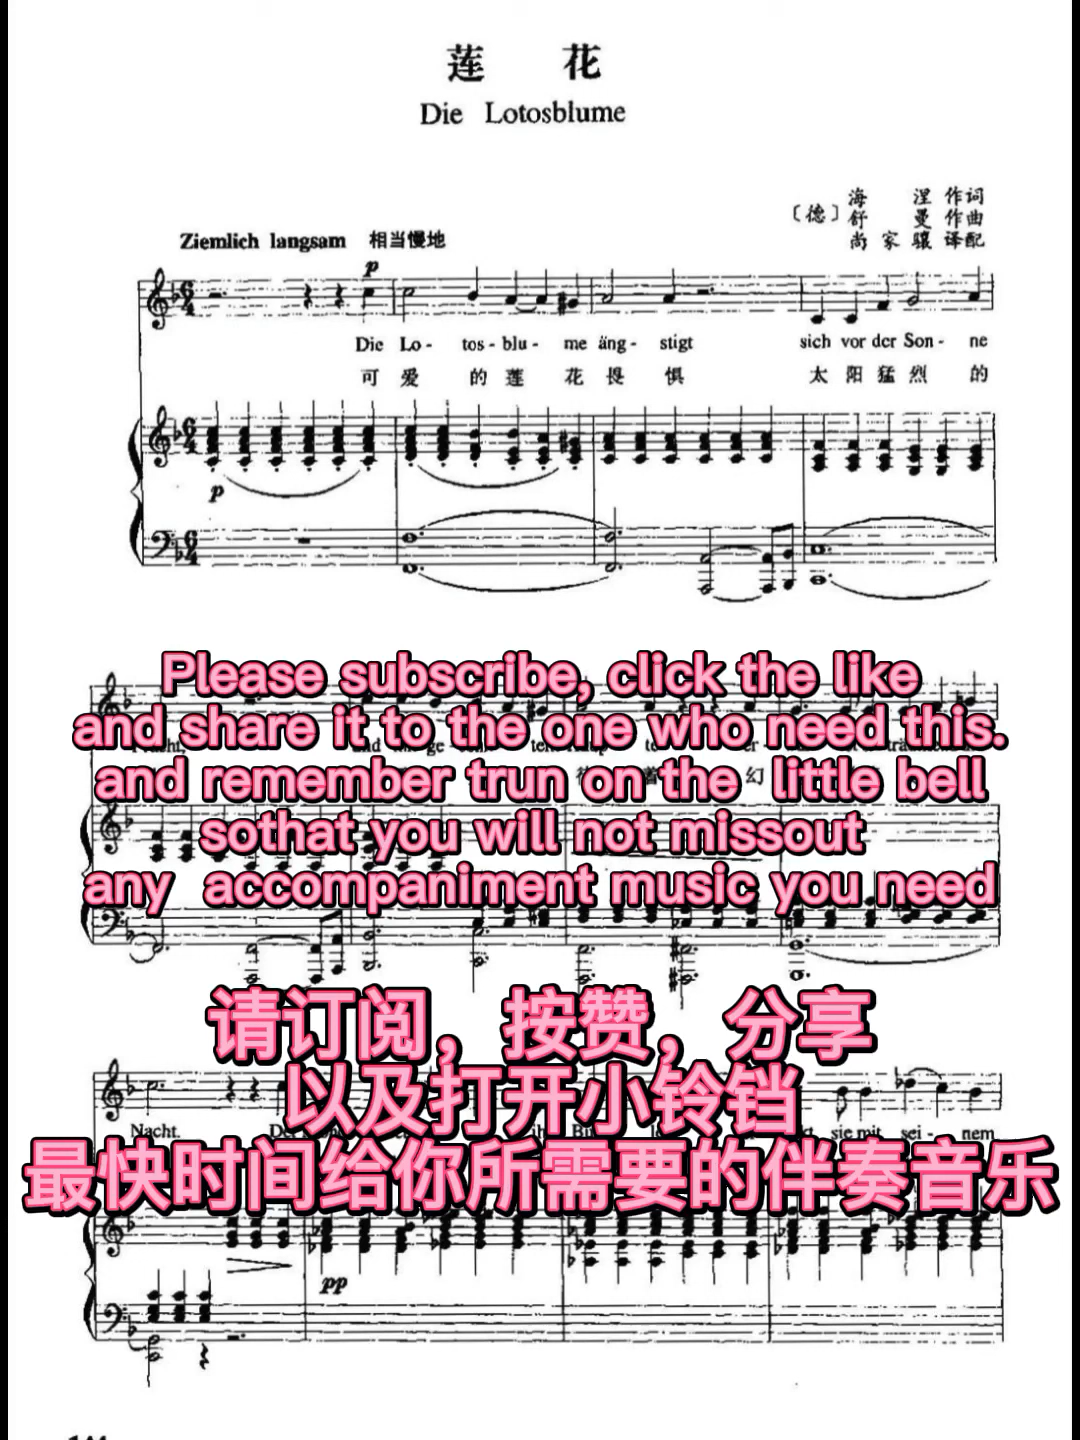 莲 花
Die Lotosblume
海 涅 作词
〔德〕舒 曼 作曲
尚家骧 译配
Ziemlich langsam 相当慢地
p
Die Lo- tos- blu- me äng- stigt sich vor der Son- ne
可 爱 的 莲 花 畏 惧 太 阳 猛 烈 的
p
Please subscribe, click the like
and share it to the one who need this.
and remember trun on the little bell
sothat you will not missout
any accompaniment music you need
幻
请订阅，按赞，分享
以及打开小铃铛
Nacht. sie mit sei- nem
最快时间给你所需要的伴奏音乐
pp